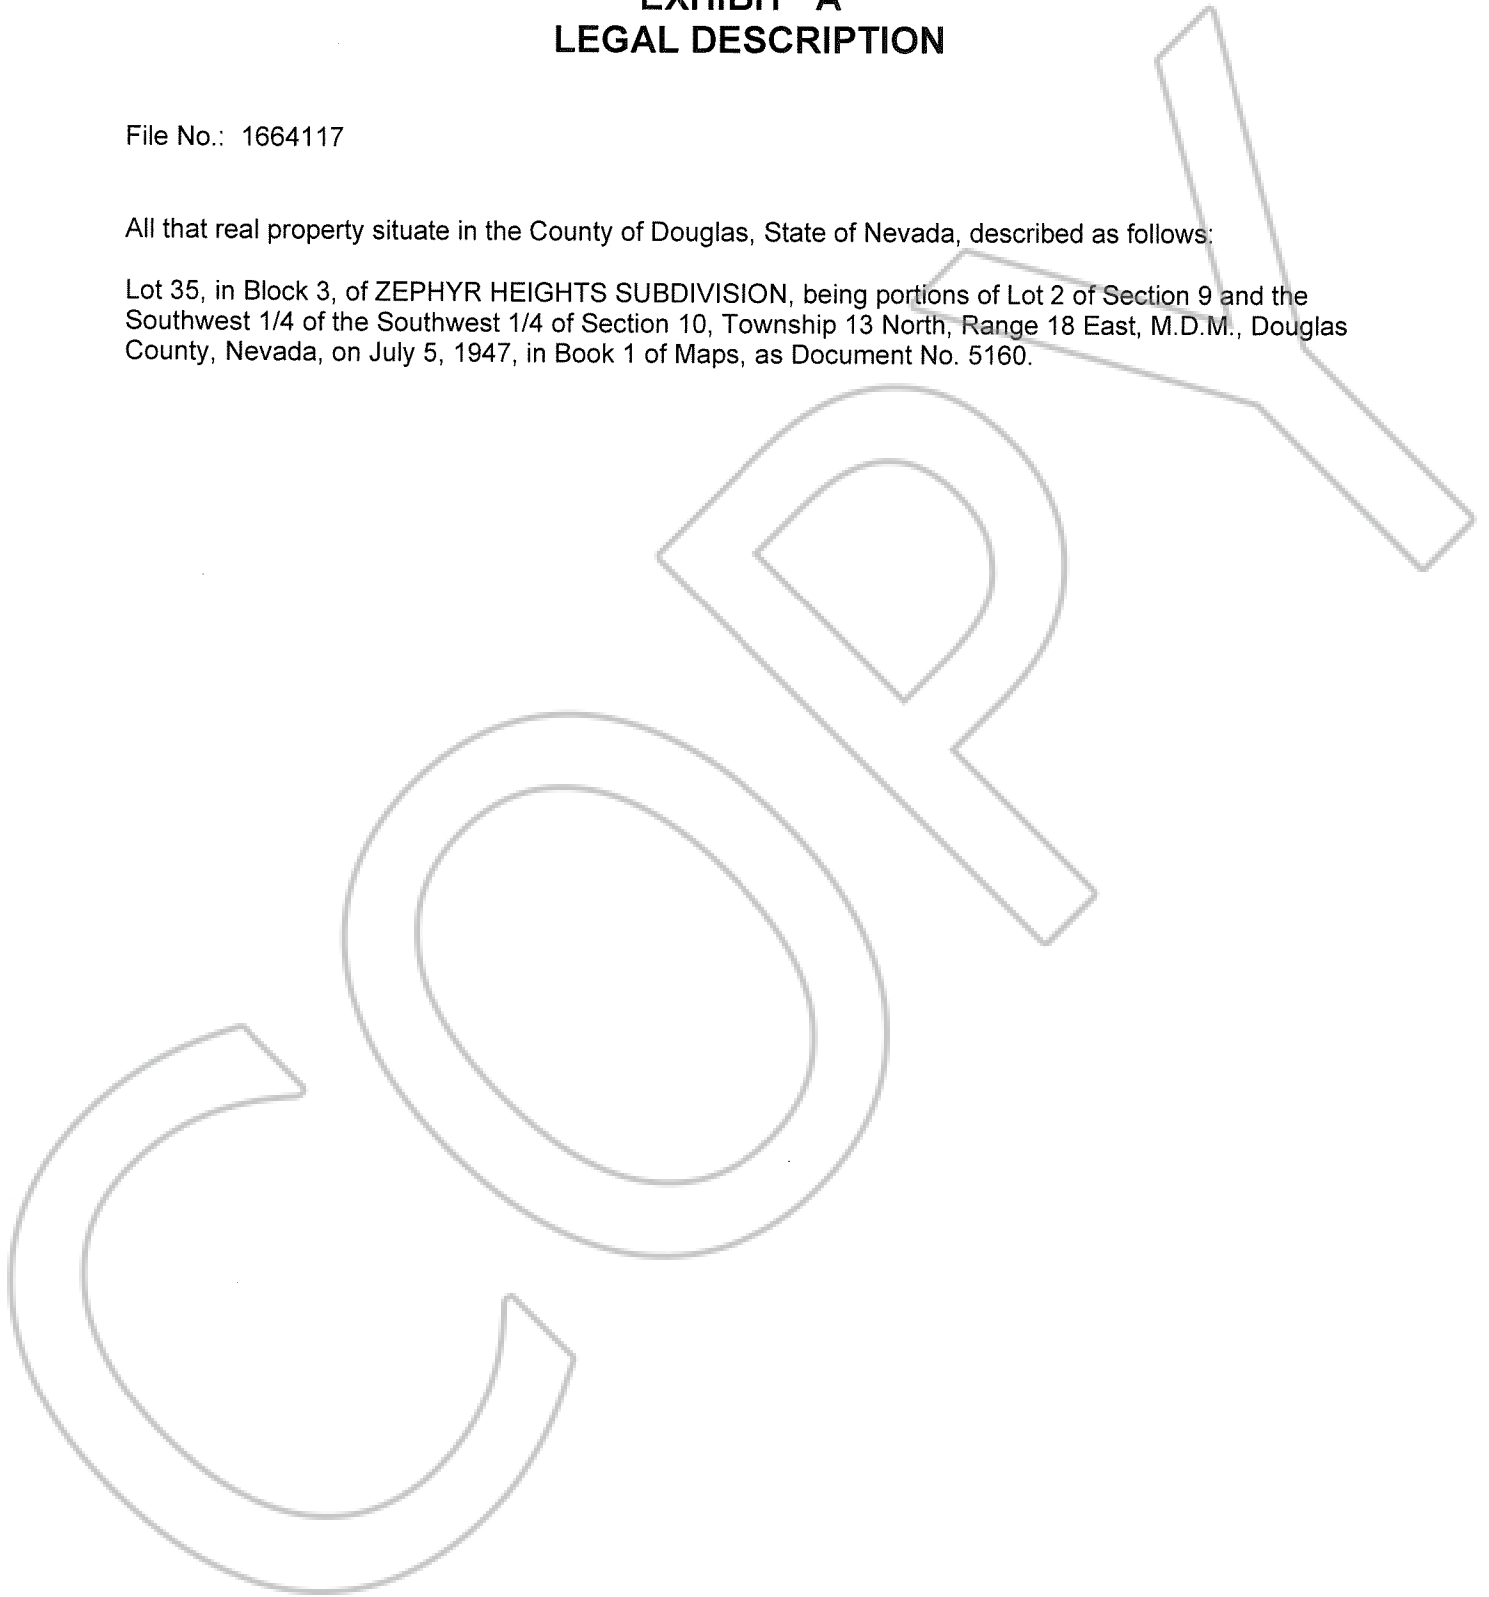 EXHIBIT "A"
LEGAL DESCRIPTION
File No.: 1664117
All that real property situate in the County of Douglas, State of Nevada, described as follows:
Lot 35, in Block 3, of ZEPHYR HEIGHTS SUBDIVISION, being portions of Lot 2 of Section 9 and the
Southwest 1/4 of the Southwest 1/4 of Section 10, Township 13 North, Range 18 East, M.D.M., Douglas
County, Nevada, on July 5, 1947, in Book 1 of Maps, as Document No. 5160.
COPY